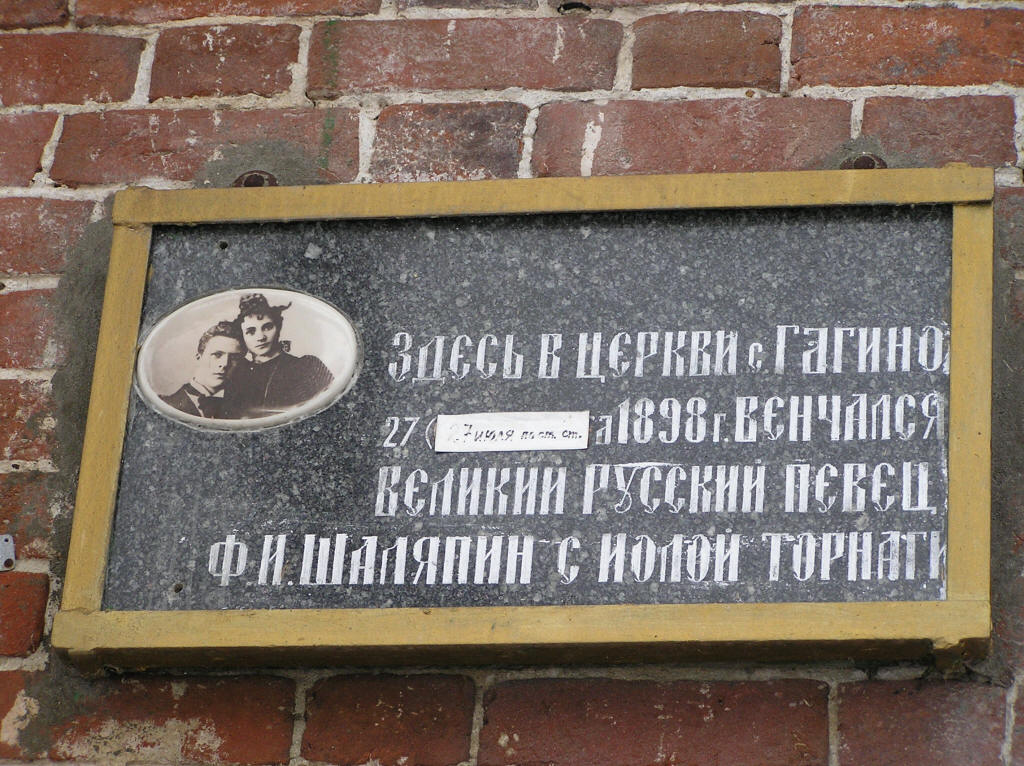 Здесь в церкви с. Гагино,
27 ( 27 июля по ст. ст. а 1898 г. венчался
великий русский певец
Ф.И. Шаляпин с Иолой Торнаги